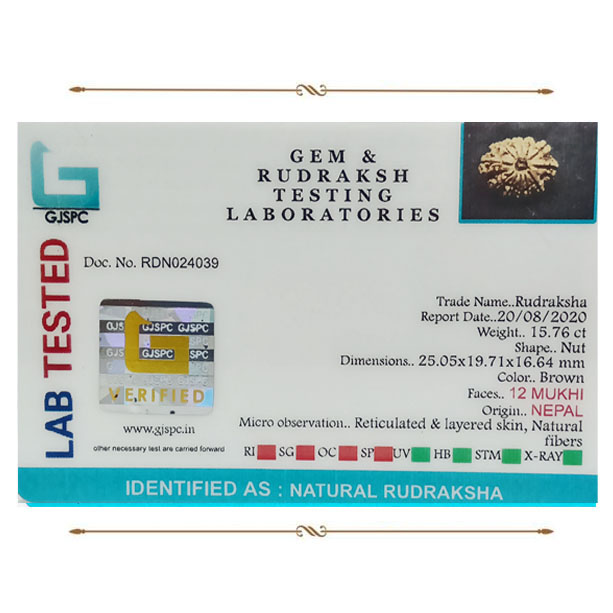 GJSPC
GEM &
RUDRAKSH
TESTING
LABORATORIES
LAB TESTED
Doc. No. RDN024039
GJS GJSPC GJSPC
GJSPC
VERIFIED
www.gjspc.in
other necessary test are carried forward
Trade Name..Rudraksha
Report Date..20/08/2020
Weight.. 15.76 ct
Shape.. Nut
Dimensions.. 25.05x19.71x16.64 mm
Color.. Brown
Faces.. 12 MUKHI
Origin.. NEPAL
Micro observation.. Reticulated & layered skin, Natural
fibers
RI SG OC SP UV HB STM X-RAY
IDENTIFIED AS : NATURAL RUDRAKSHA